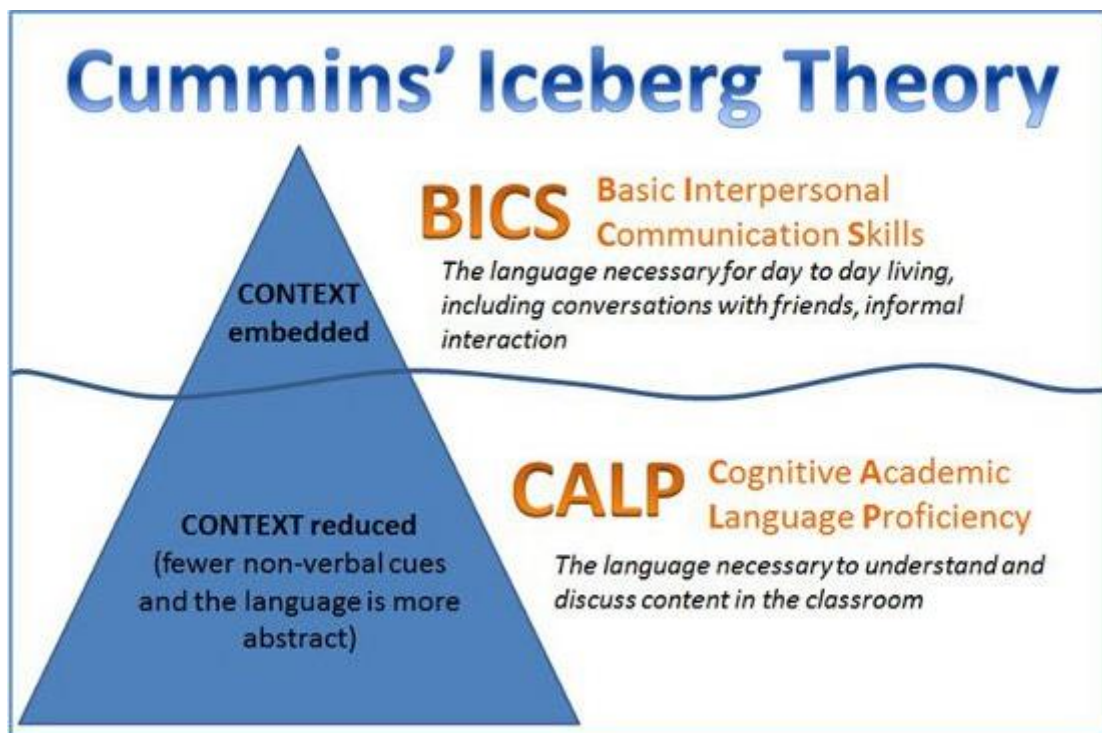 Cummins' Iceberg Theory
BICS
Basic Interpersonal
Communication Skills
The language necessary for day to day living,
including conversations with friends, informal
interaction
CONTEXT
embedded
CALP
Cognitive Academic
Language Proficiency
The language necessary to understand and
discuss content in the classroom
CONTEXT reduced
(fewer non-verbal cues
and the language is more
abstract)